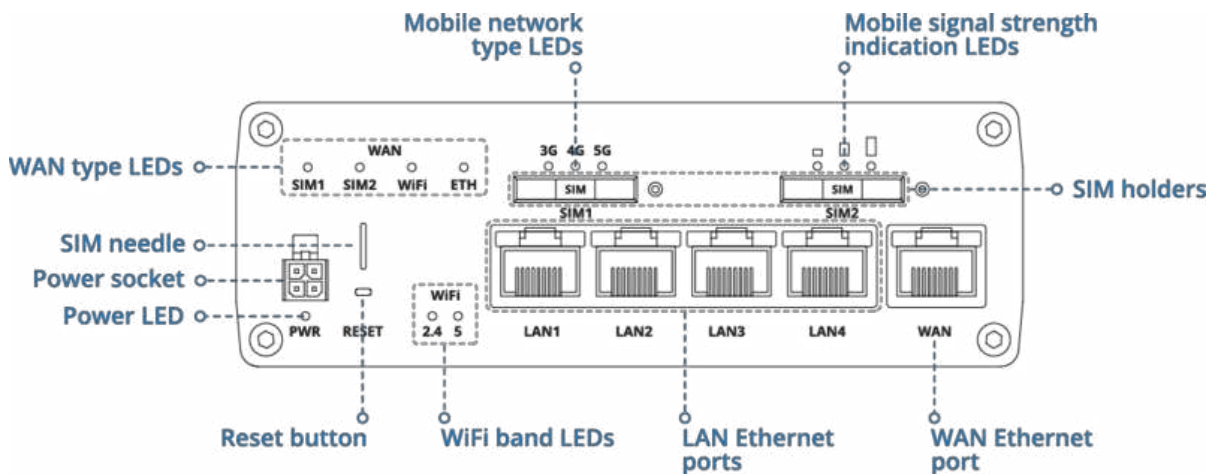 Mobile network
type LEDs
Mobile signal strength
indication LEDs
WAN type LEDs
WAN
SIM1 SIM2 WiFi ETH
3G 4G 5G
SIM
SIM
SIM holders
SIM1
SIM2
SIM needle
Power socket
Power LED
PWR
RESET
WiFi
2.4 5
LAN1
LAN2
LAN3
LAN4
WAN
Reset button
WiFi band LEDs
LAN Ethernet
ports
WAN Ethernet
port